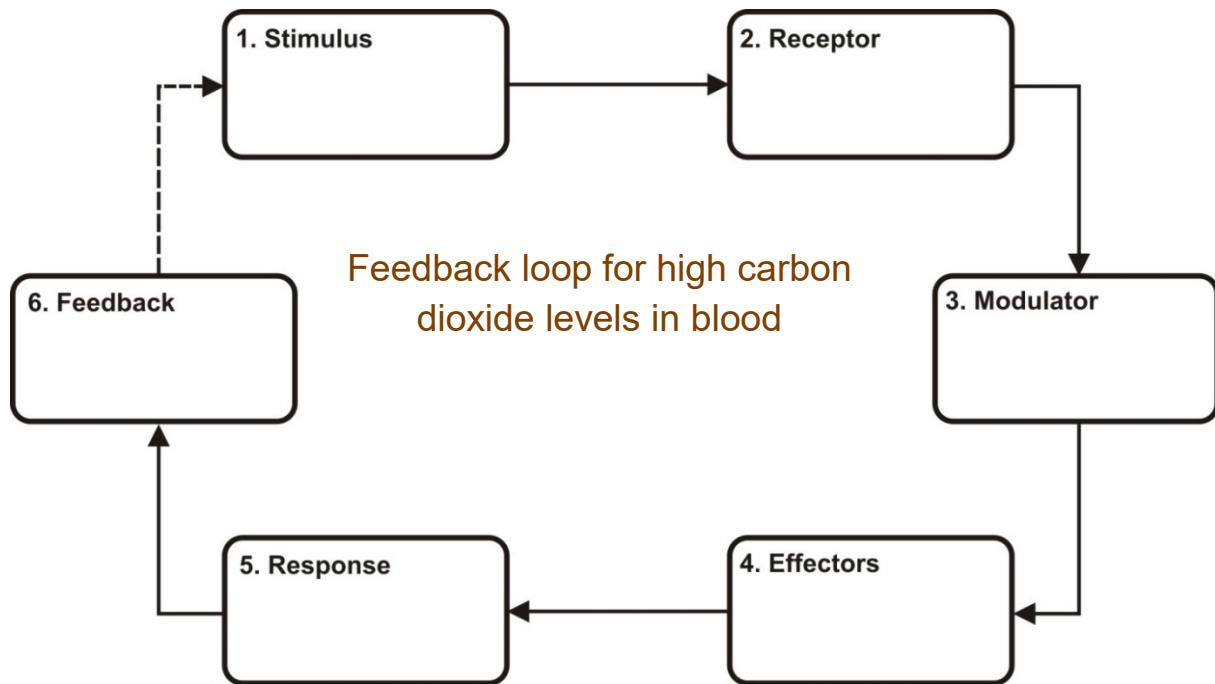 1. Stimulus
2. Receptor
Feedback loop for high carbon
dioxide levels in blood
6. Feedback
3. Modulator
5. Response
4. Effectors